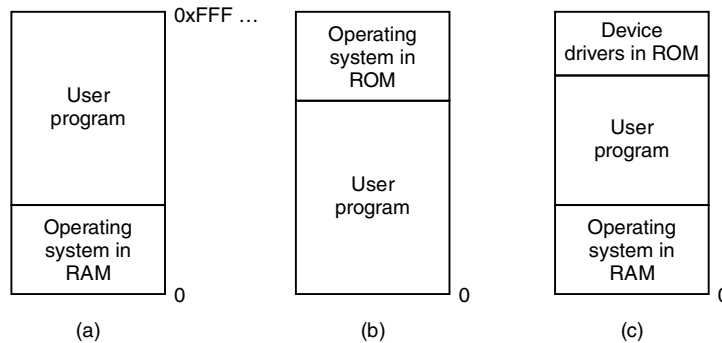 0xFFF ...
User
program
Operating
system in
RAM
0
(a)
Operating
system in
ROM
User
program
0
(b)
Device
drivers in ROM
User
program
Operating
system in
RAM
0
(c)